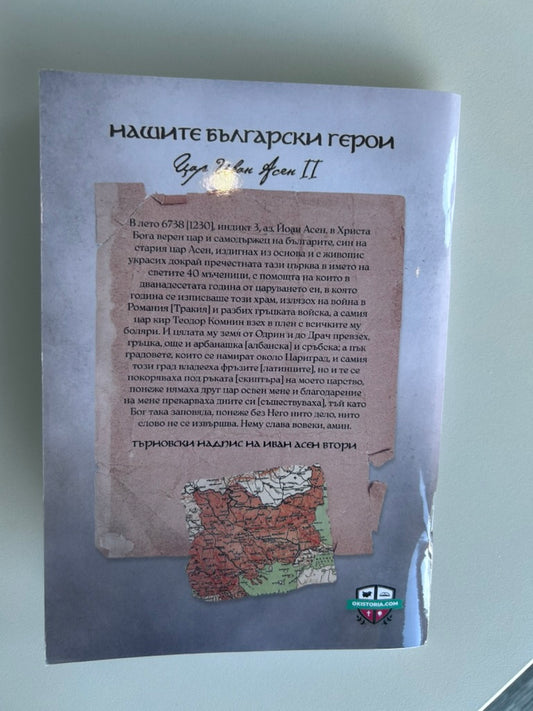 НАШИТЕ БЪЛГАРСКИ ГЕРОИ
Цар Иван Асен II
В лето 6738 [1230], индикт 3, аз, Йоан Асен, в Христа
Бога верен цар и самодържец на българите, син на
стария цар Асен, издигнах из основа и с живопис
украсих докрай пречестната тази църква в името на
светите 40 мъченици, с помощта на които в
дванадесетата година от царуването си, в която
година се изписваше този храм, излязох на война в
Романия [Тракия] и разбих гръцката войска, а самия
цар кир Теодор Комнин взех в плен с всичките му
боляри. И цялата му земя от Одрин и до Драч превзех,
гръцка, още и арбанашка [албанска] и сръбска; а пък
градовете, които се намират около Цариград, и самия
този град владееха фръзите [латинците], но и те се
покоряваха под ръката [скиптъра] на моето царство,
понеже нямаха друг цар освен мене и благодарение
на мене прекарваха дните си [съществуваха], тъй като
Бог така заповяда, понеже без Него нито дело, нито
слово не се извършва. Нему слава вовеки, амин.
ТЪРНОВСКИ НАДПИС НА ИВАН АСЕН ВТОРИ
OKISTORIA.COM